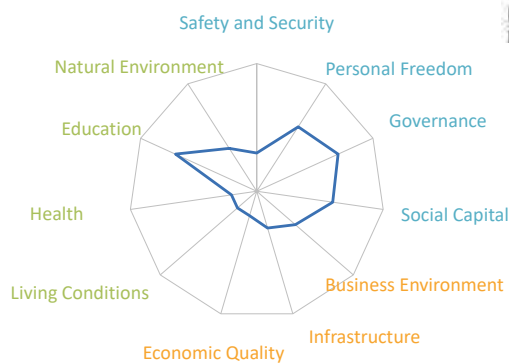 Safety and Security
Natural Environment
Personal Freedom
Education
Governance
Health
Social Capital
Living Conditions
Business Environment
Infrastructure
Economic Quality